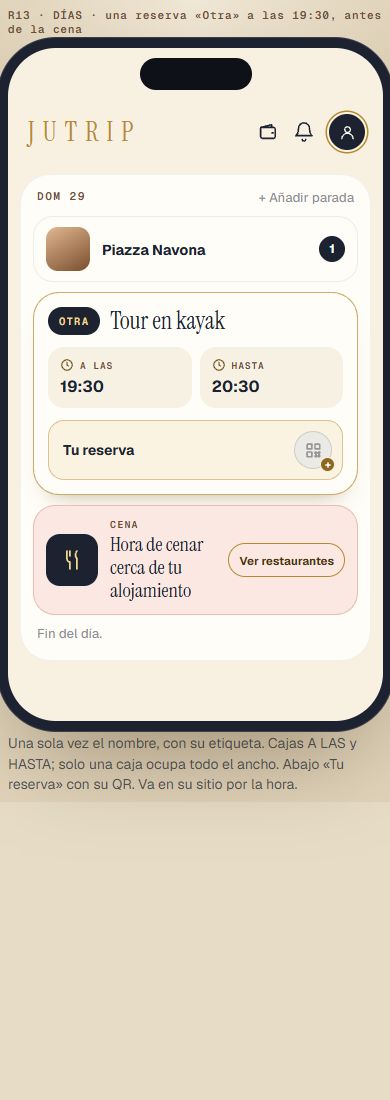 R13 · DÍAS · una reserva «Otra» a las 19:30, antes
de la cena
JUTRIP
DOM 29
+ Añadir parada
Piazza Navona
1
OTRA
Tour en kayak
A LAS
HASTA
19:30
20:30
Tu reserva
CENA
Hora de cenar
cerca de tu
alojamiento
Ver restaurantes
Fin del día.
Una sola vez el nombre, con su etiqueta. Cajas A LAS y
HASTA; solo una caja ocupa todo el ancho. Abajo «Tu
reserva» con su QR. Va en su sitio por la hora.